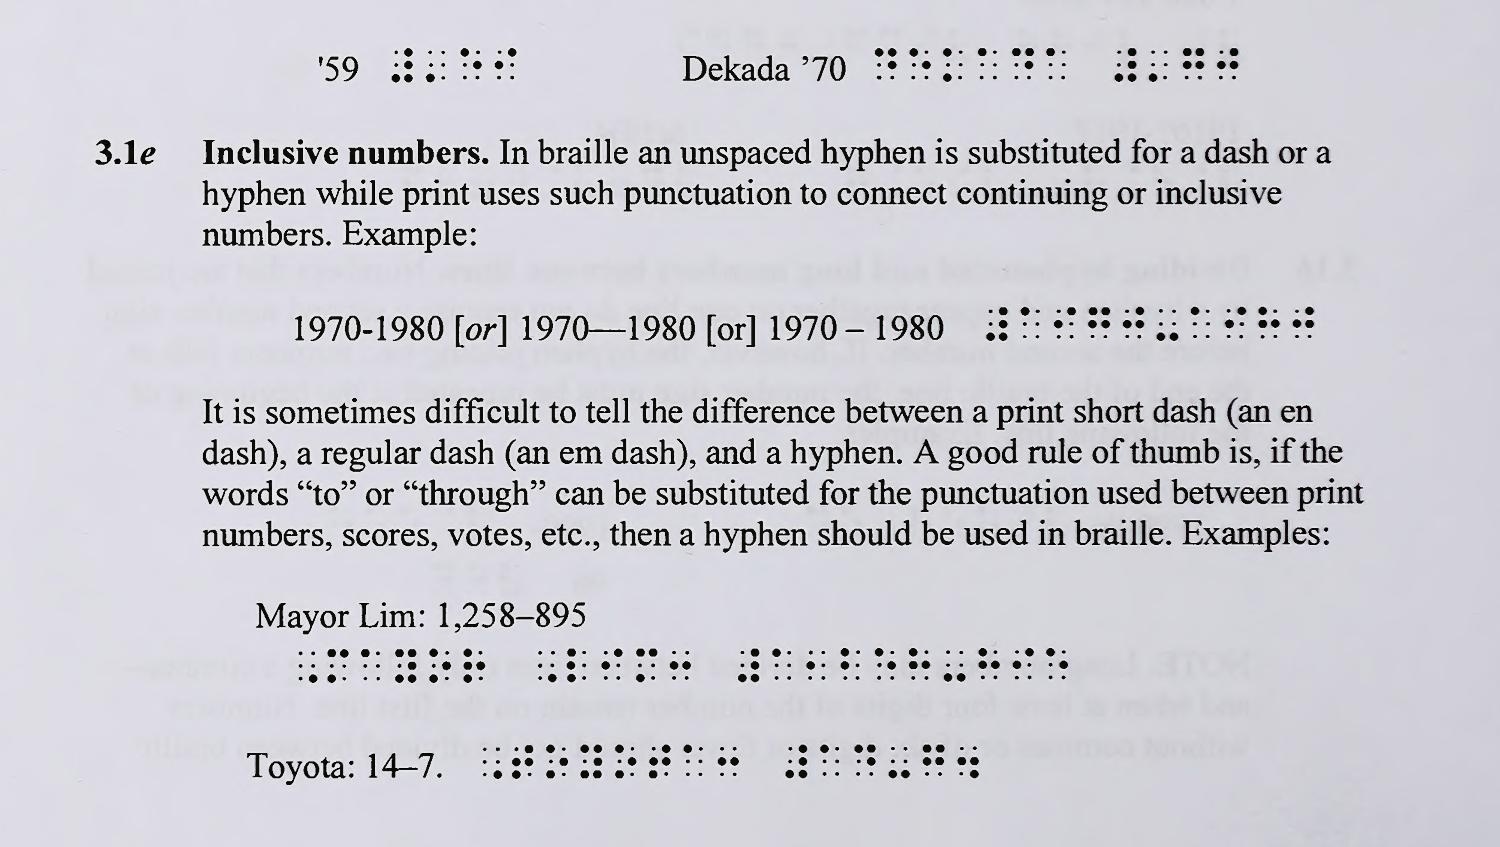 '59 ⠼⠄⠑⠊ Dekada ’70 ⠙⠑⠅⠁⠙⠁ ⠼⠄⠛⠚
3.1e Inclusive numbers. In braille an unspaced hyphen is substituted for a dash or a
hyphen while print uses such punctuation to connect continuing or inclusive
numbers. Example:
1970-1980 [or] 1970—1980 [or] 1970 – 1980 ⠼⠁⠊⠛⠚⠤⠁⠊⠓⠚
It is sometimes difficult to tell the difference between a print short dash (an en
dash), a regular dash (an em dash), and a hyphen. A good rule of thumb is, if the
words “to” or “through” can be substituted for the punctuation used between print
numbers, scores, votes, etc., then a hyphen should be used in braille. Examples:
Mayor Lim: 1,258–895
⠠⠍⠁⠽⠕⠗ ⠠⠇⠊⠍⠒ ⠼⠁⠂⠃⠑⠓⠤⠓⠊⠑
Toyota: 14–7. ⠠⠞⠕⠽⠕⠞⠁⠒ ⠼⠁⠙⠤⠛⠲